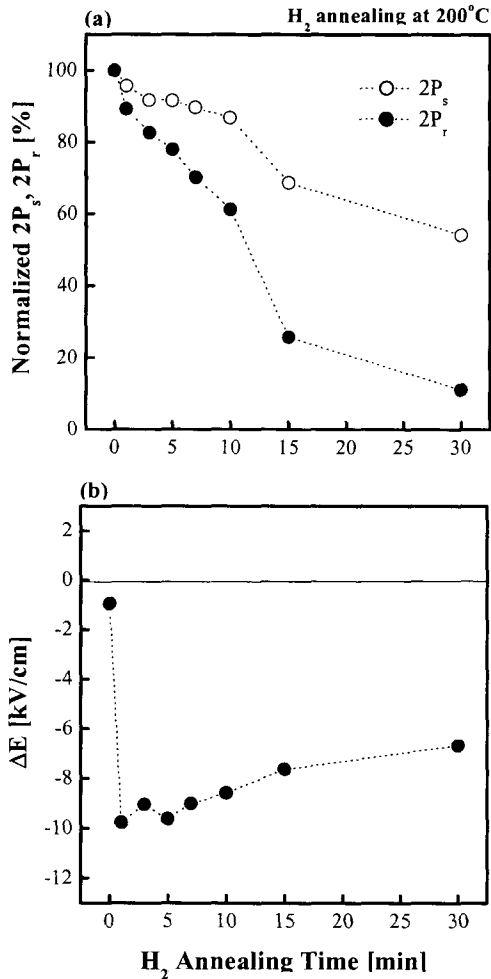 (a)
H₂ annealing at 200°C
Normalized 2Pₛ, 2Pᵣ [%]
100
80
60
40
20
0
2Pₛ
2Pᵣ
0 5 10 15 20 25 30
(b)
ΔE [kV/cm]
2
0
-2
-4
-6
-8
-10
-12
0 5 10 15 20 25 30
H₂ Annealing Time [min]